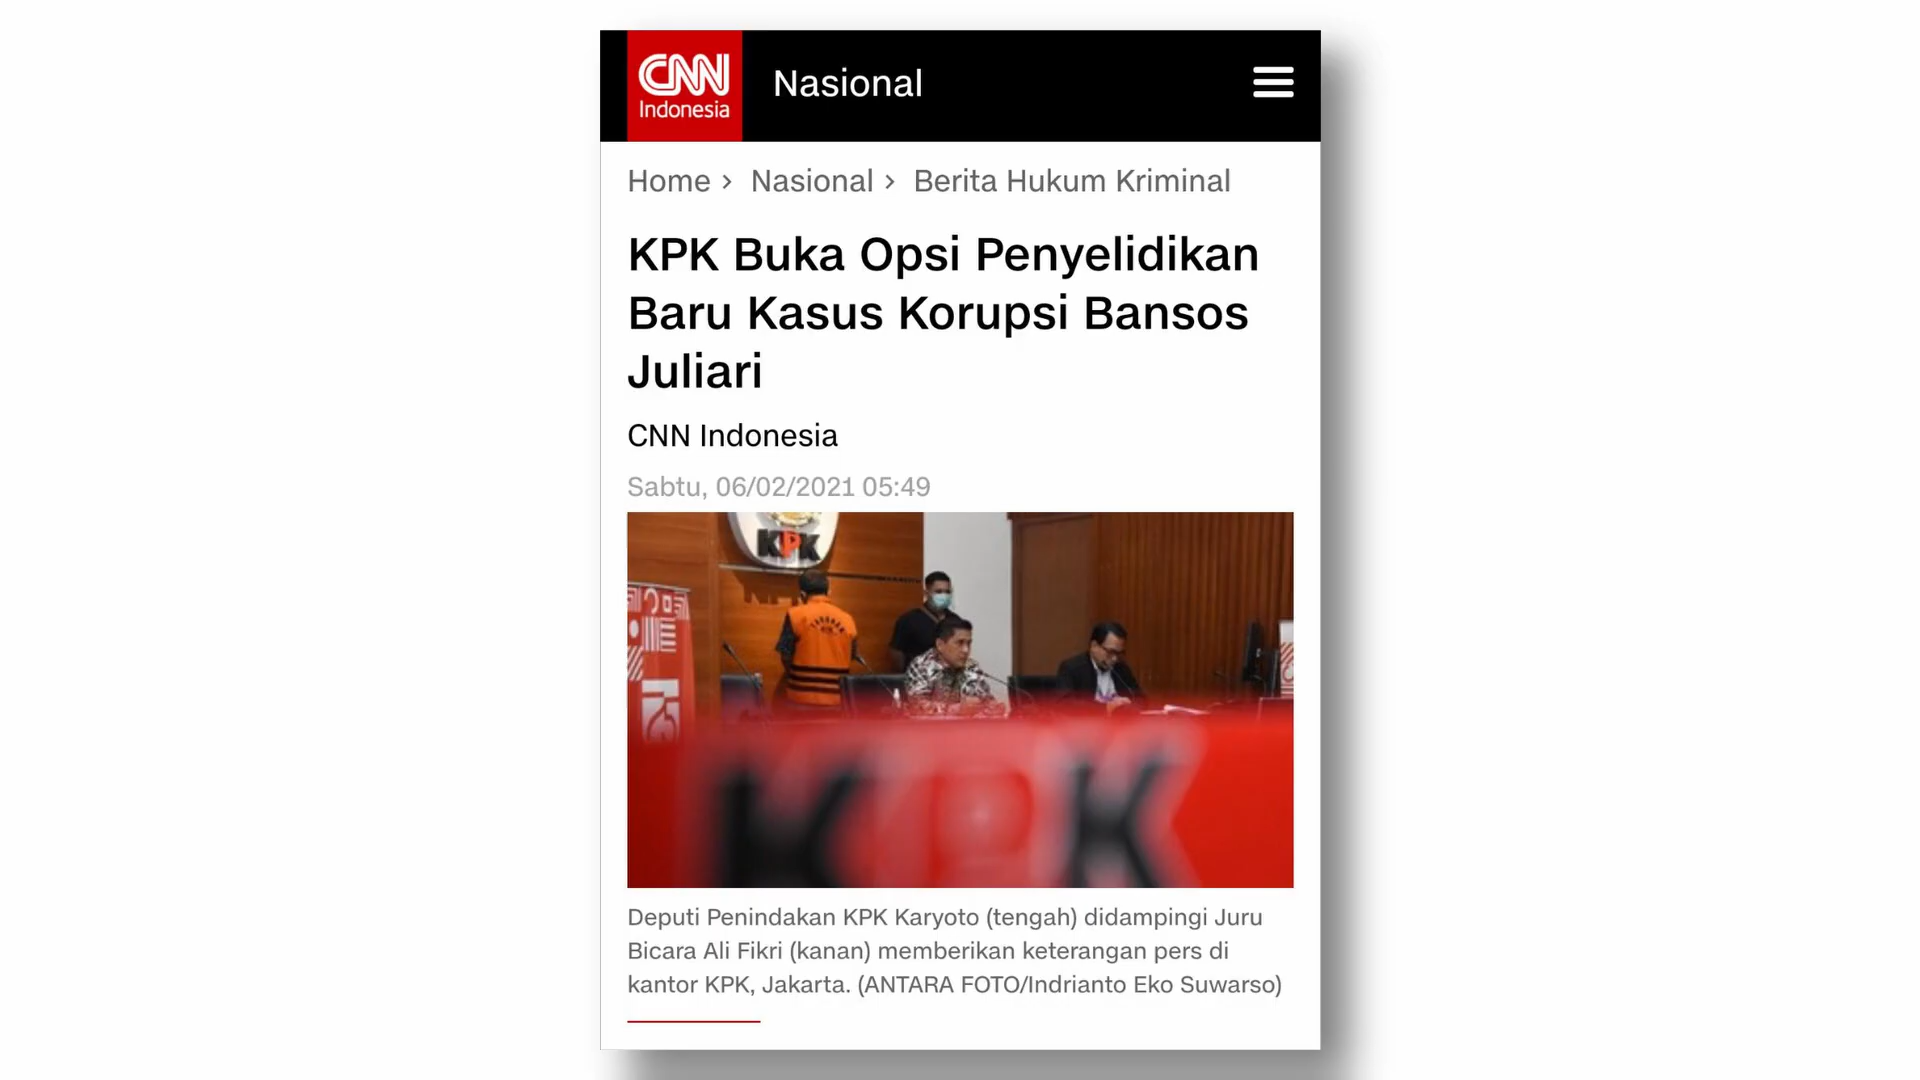 CNN
Indonesia
Nasional
Home › Nasional › Berita Hukum Kriminal
KPK Buka Opsi Penyelidikan
Baru Kasus Korupsi Bansos
Juliari
CNN Indonesia
Sabtu, 06/02/2021 05:49
KPK
TAHANAN
KPK
Deputi Penindakan KPK Karyoto (tengah) didampingi Juru
Bicara Ali Fikri (kanan) memberikan keterangan pers di
kantor KPK, Jakarta. (ANTARA FOTO/Indrianto Eko Suwarso)